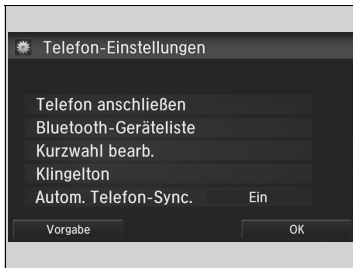 Telefon-Einstellungen
Telefon anschließen
Bluetooth-Geräteliste
Kurzwahl bearb.
Klingelton
Autom. Telefon-Sync. Ein
Vorgabe OK